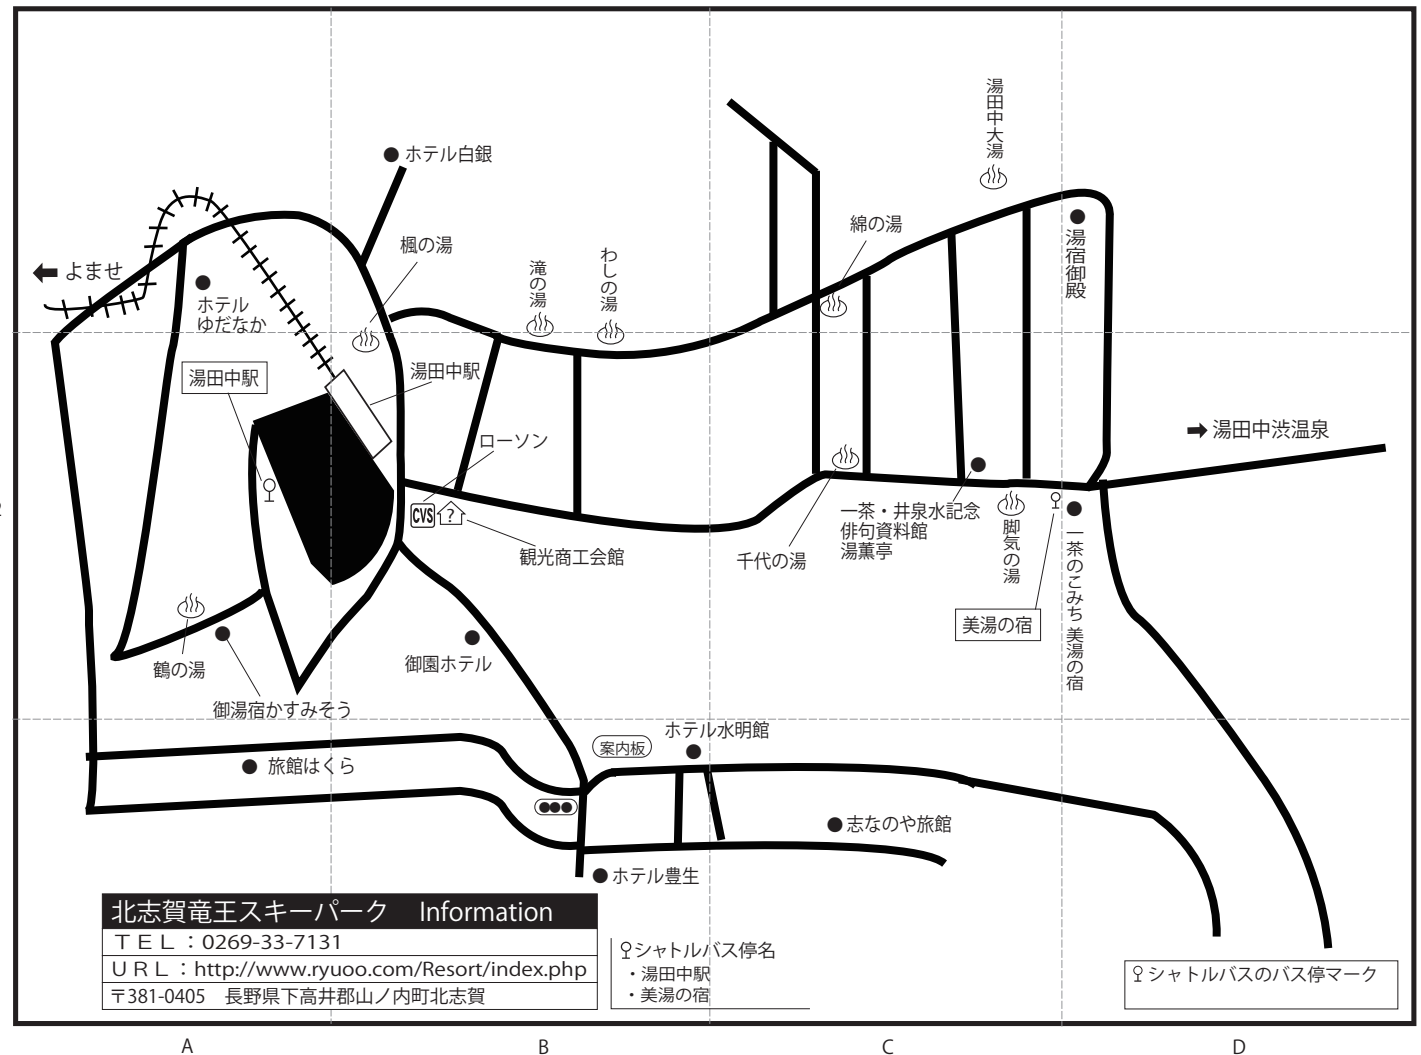 湯田中大湯
ホテル白銀
綿の湯
楓の湯
滝の湯
わしの湯
湯宿御殿
よませ
ホテル
ゆだなか
湯田中駅
湯田中駅
ローソン
湯田中渋温泉
CVS
?
観光商工会館
千代の湯
一茶・井泉水記念
俳句資料館
湯薫亭
脚気の湯
一茶のこみち 美湯の宿
美湯の宿
鶴の湯
御園ホテル
御湯宿かすみそう
ホテル水明館
案内板
旅館はくら
志なのや旅館
ホテル豊生
北志賀竜王スキーパーク Information
ＴＥＬ：0269-33-7131
ＵＲＬ：http://www.ryuoo.com/Resort/index.php
〒381-0405 長野県下高井郡山ノ内町北志賀
シャトルバス停名
・湯田中駅
・美湯の宿
シャトルバスのバス停マーク
A B C D